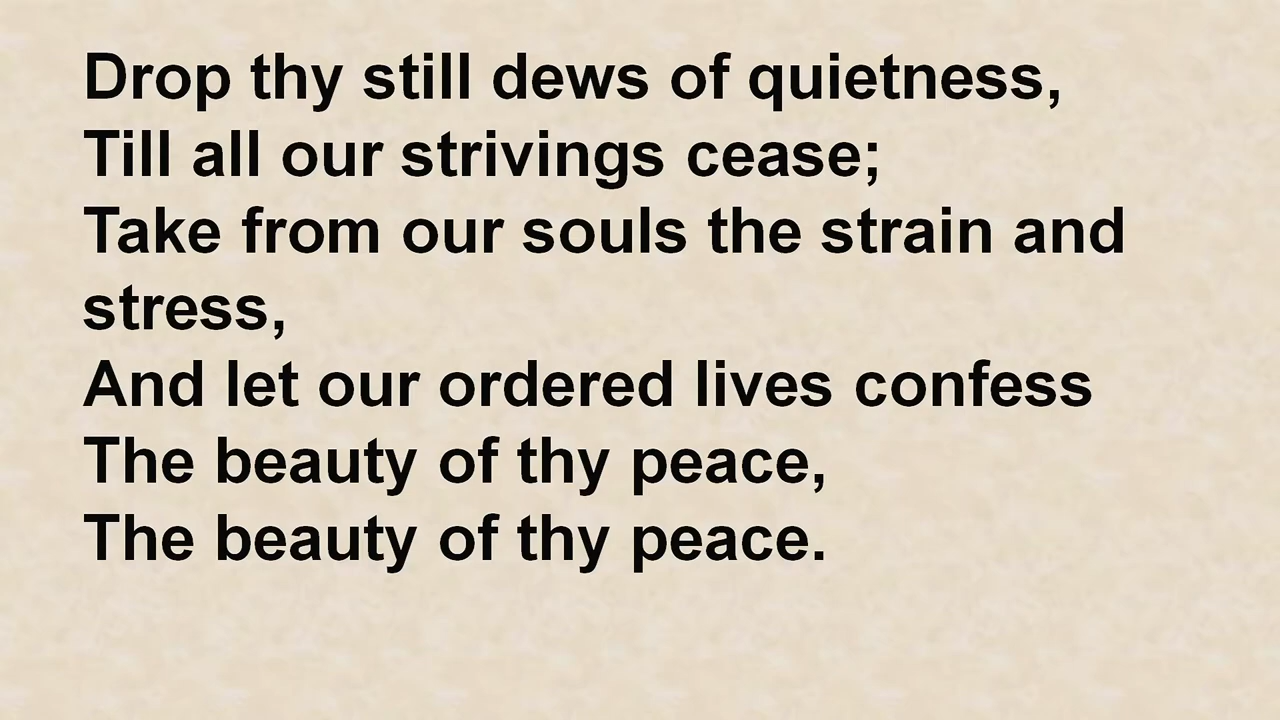 Drop thy still dews of quietness,
Till all our strivings cease;
Take from our souls the strain and
stress,
And let our ordered lives confess
The beauty of thy peace,
The beauty of thy peace.